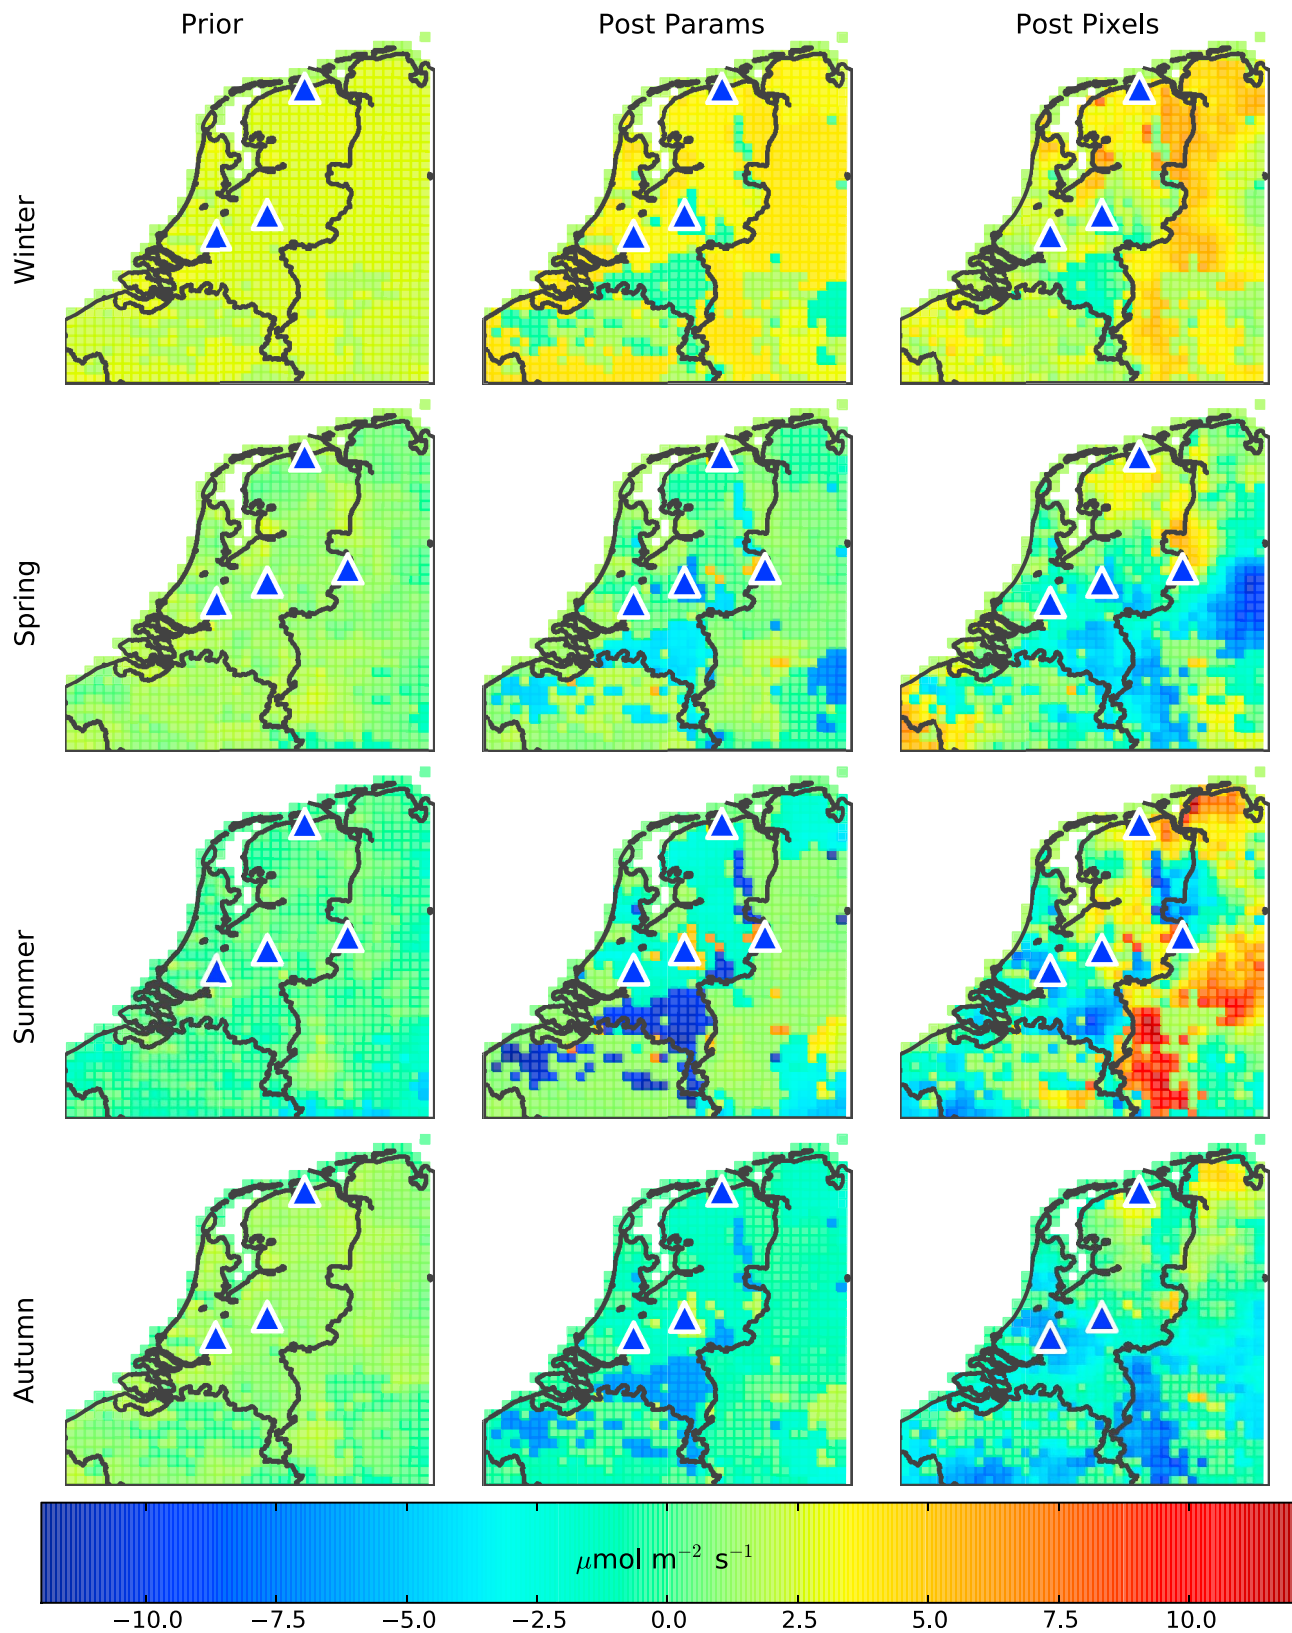 Prior Post Params Post Pixels
Winter
Spring
Summer
Autumn
μmol m⁻² s⁻¹
−10.0 −7.5 −5.0 −2.5 0.0 2.5 5.0 7.5 10.0